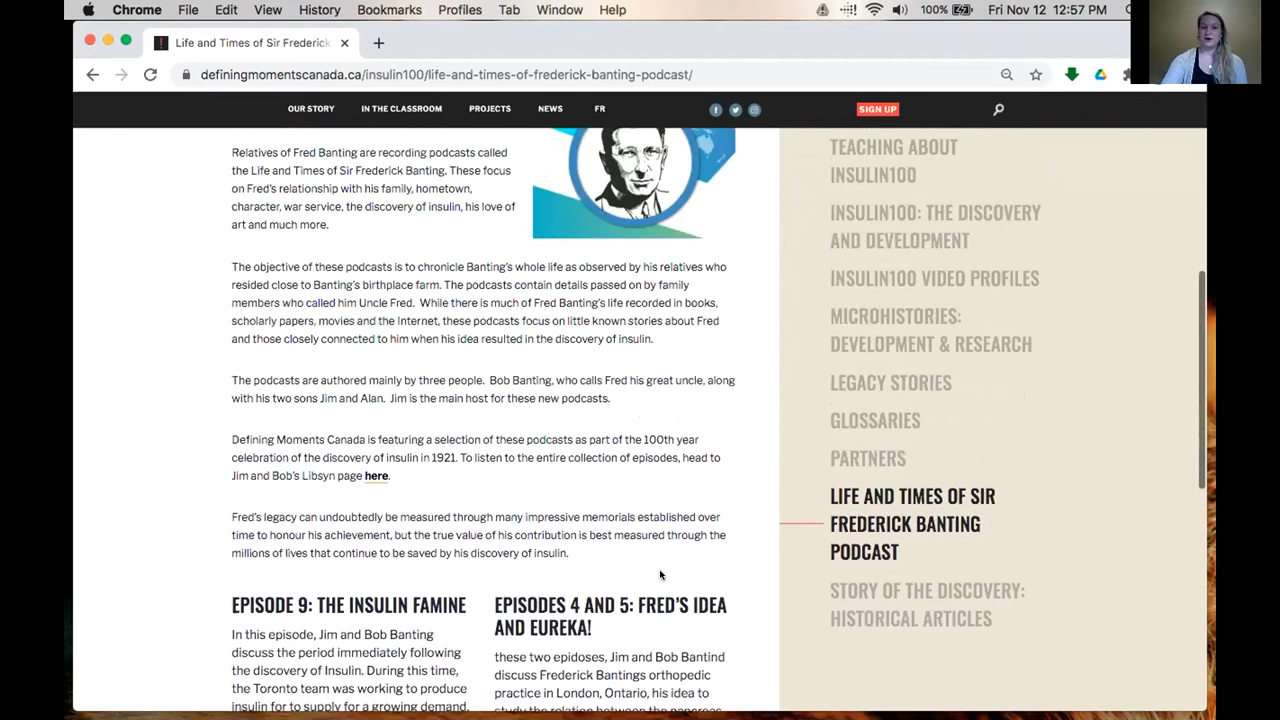 Chrome File Edit View History Bookmarks Profiles Tab Window Help 100% Fri Nov 12 12:57 PM
Life and Times of Sir Frederick
definingmomentscanada.ca/insulin100/life-and-times-of-frederick-banting-podcast/
OUR STORY IN THE CLASSROOM PROJECTS NEWS FR SIGN UP
Relatives of Fred Banting are recording podcasts called
the Life and Times of Sir Frederick Banting. These focus
on Fred's relationship with his family, hometown,
character, war service, the discovery of insulin, his love of
art and much more.
The objective of these podcasts is to chronicle Banting's whole life as observed by his relatives who
resided close to Banting's birthplace farm. The podcasts contain details passed on by family
members who called him Uncle Fred. While there is much of Fred Banting's life recorded in books,
scholarly papers, movies and the Internet, these podcasts focus on little known stories about Fred
and those closely connected to him when his idea resulted in the discovery of insulin.
The podcasts are authored mainly by three people. Bob Banting, who calls Fred his great uncle, along
with his two sons Jim and Alan. Jim is the main host for these new podcasts.
Defining Moments Canada is featuring a selection of these podcasts as part of the 100th year
celebration of the discovery of insulin in 1921. To listen to the entire collection of episodes, head to
Jim and Bob's Libsyn page here.
Fred's legacy can undoubtedly be measured through many impressive memorials established over
time to honour his achievement, but the true value of his contribution is best measured through the
millions of lives that continue to be saved by his discovery of insulin.
EPISODE 9: THE INSULIN FAMINE
In this episode, Jim and Bob Banting
discuss the period immediately following
the discovery of Insulin. During this time,
the Toronto team was working to produce
insulin for to supply for a growing demand.
EPISODES 4 AND 5: FRED'S IDEA
AND EUREKA!
these two epidoses, Jim and Bob Bantind
discuss Frederick Bantings orthopedic
practice in London, Ontario, his idea to
study the relation between the pancreas
TEACHING ABOUT
INSULIN100
INSULIN100: THE DISCOVERY
AND DEVELOPMENT
INSULIN100 VIDEO PROFILES
MICROHISTORIES:
DEVELOPMENT & RESEARCH
LEGACY STORIES
GLOSSARIES
PARTNERS
LIFE AND TIMES OF SIR
FREDERICK BANTING
PODCAST
STORY OF THE DISCOVERY:
HISTORICAL ARTICLES